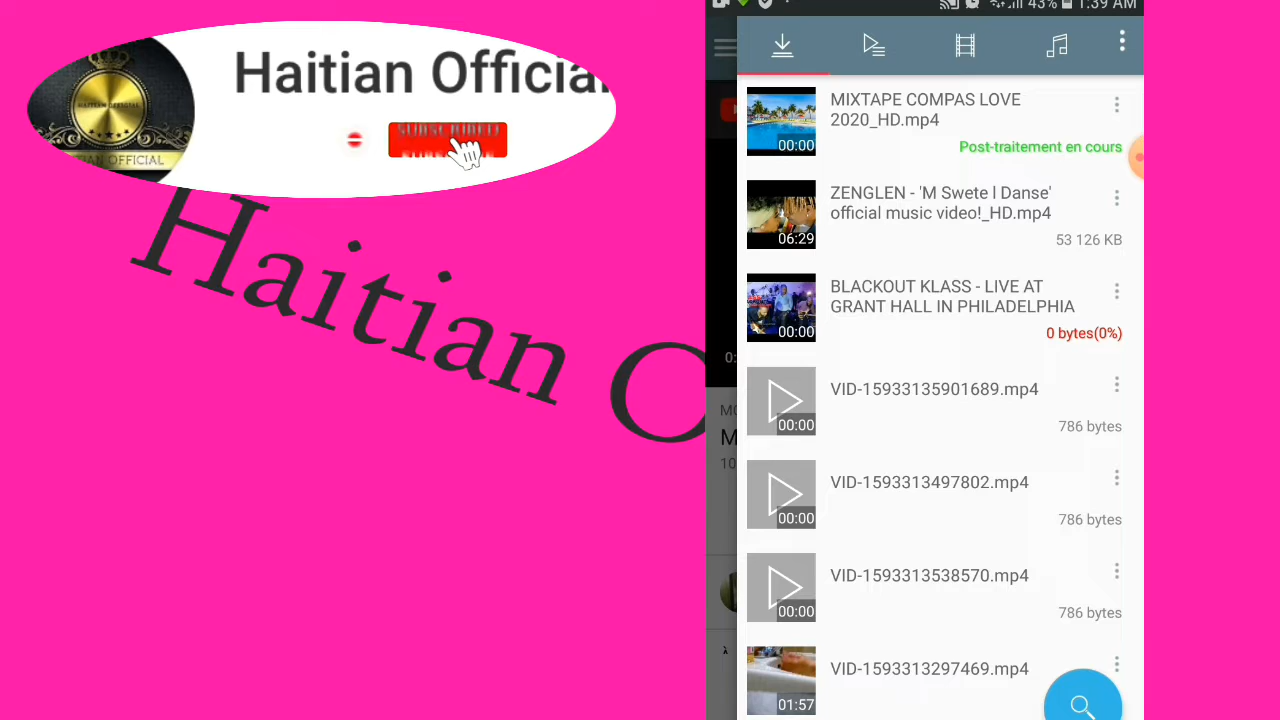 Haitian Official
HAITIAN OFFICIAL
Haitian O
43% 1:39 AM
MIXTAPE COMPAS LOVE
2020_HD.mp4
00:00
Post-traitement en cours
ZENGLEN - 'M Swete l Danse'
official music video!_HD.mp4
06:29
53 126 KB
BLACKOUT KLASS - LIVE AT
GRANT HALL IN PHILADELPHIA
00:00
0 bytes(0%)
VID-15933135901689.mp4
00:00
786 bytes
VID-1593313497802.mp4
00:00
786 bytes
VID-1593313538570.mp4
00:00
786 bytes
VID-1593313297469.mp4
01:57